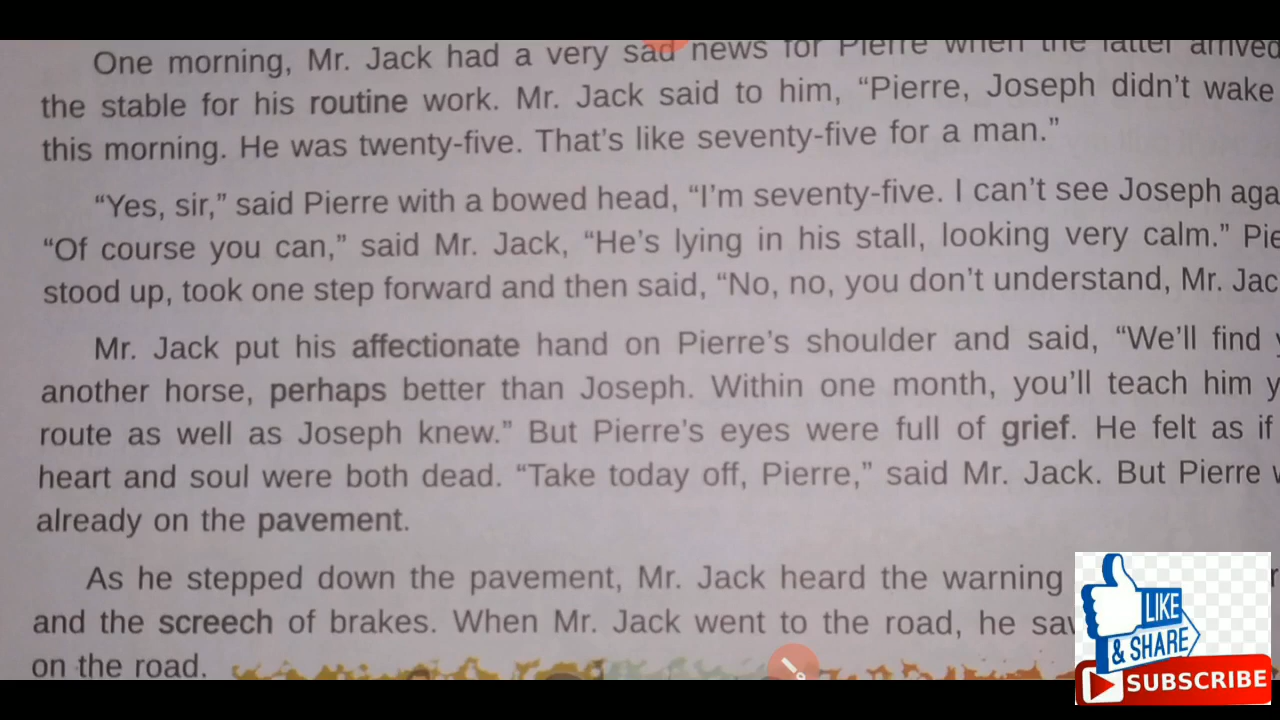 One morning, Mr. Jack had a very sad news for Pierre when the latter arrived
the stable for his routine work. Mr. Jack said to him, “Pierre, Joseph didn’t wake
this morning. He was twenty-five. That’s like seventy-five for a man.”
“Yes, sir,” said Pierre with a bowed head, “I’m seventy-five. I can’t see Joseph aga
“Of course you can,” said Mr. Jack, “He’s lying in his stall, looking very calm.” Pie
stood up, took one step forward and then said, “No, no, you don’t understand, Mr. Jac
Mr. Jack put his affectionate hand on Pierre’s shoulder and said, “We’ll find
another horse, perhaps better than Joseph. Within one month, you’ll teach him y
route as well as Joseph knew.” But Pierre’s eyes were full of grief. He felt as if
heart and soul were both dead. “Take today off, Pierre,” said Mr. Jack. But Pierre
already on the pavement.
As he stepped down the pavement, Mr. Jack heard the warning
and the screech of brakes. When Mr. Jack went to the road, he
on the road.
LIKE
& SHARE
SUBSCRIBE